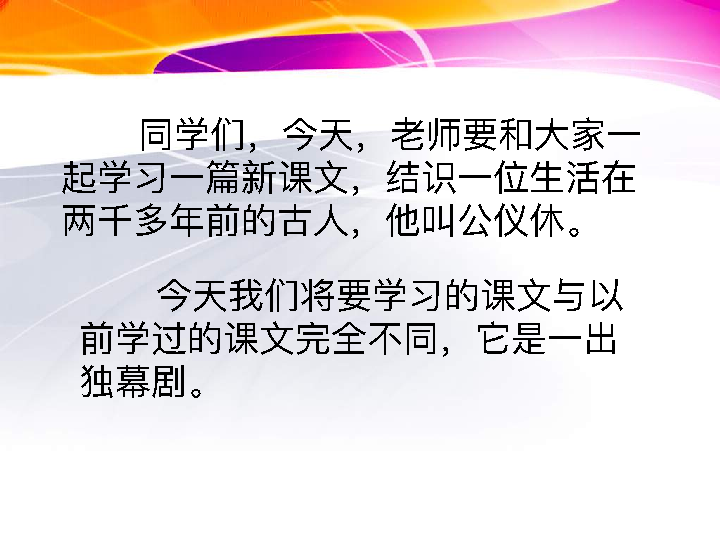 同学们，今天，老师要和大家一
起学习一篇新课文，结识一位生活在
两千多年前的古人，他叫公仪休。
今天我们将要学习的课文与以
前学过的课文完全不同，它是一出
独幕剧。